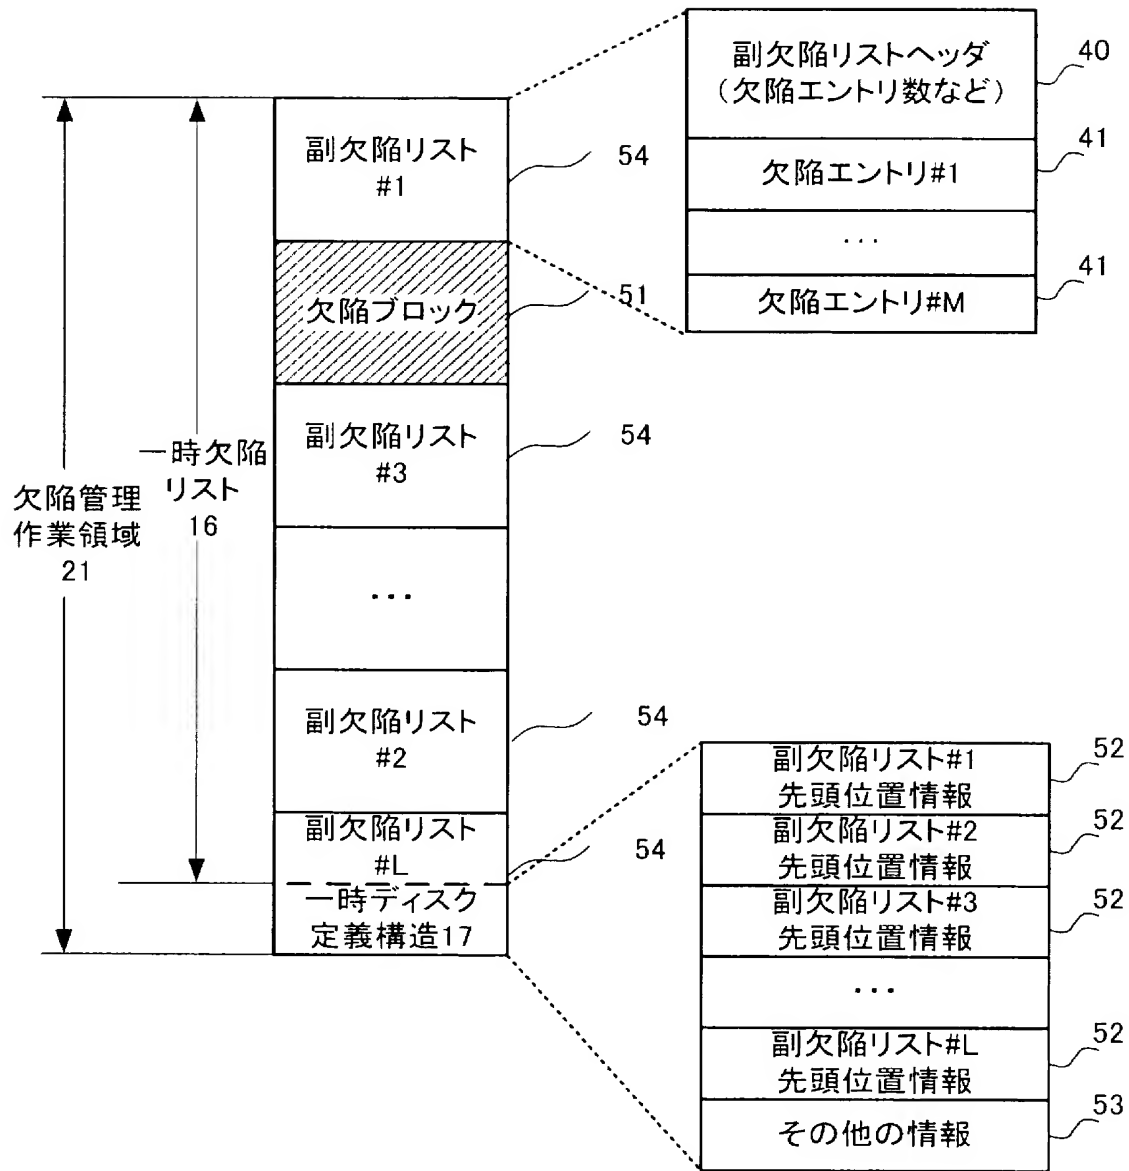 副欠陥リストヘッダ
(欠陥エントリ数など)
40
欠陥エントリ#1
41
...
欠陥エントリ#M
41
副欠陥リスト
#1
54
欠陥ブロック
51
副欠陥リスト
#3
54
一時欠陥
リスト
16
欠陥管理
作業領域
21
...
副欠陥リスト
#2
54
副欠陥リスト
#L
54
一時ディスク
定義構造17
副欠陥リスト#1
先頭位置情報
52
副欠陥リスト#2
先頭位置情報
52
副欠陥リスト#3
先頭位置情報
52
...
副欠陥リスト#L
先頭位置情報
52
その他の情報
53